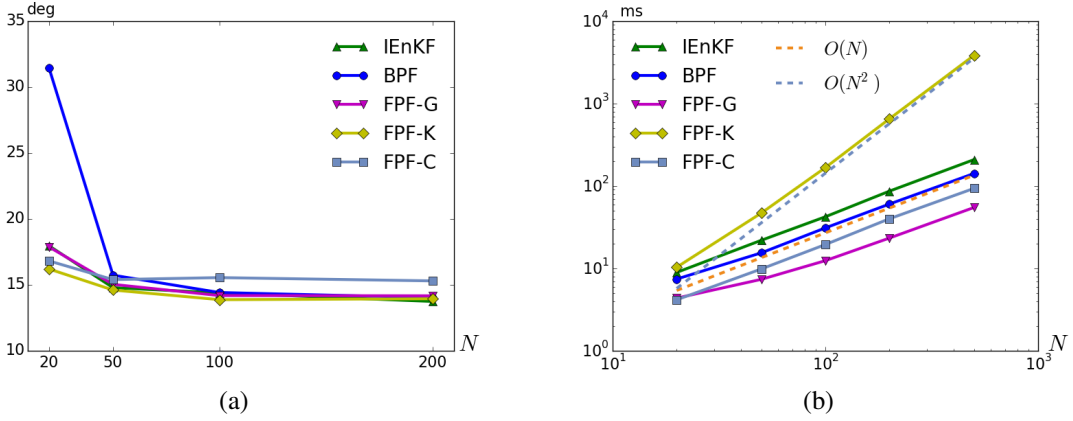 deg
35
30
25
20
15
10
20
50
100
200
N
IEnKF
BPF
FPF-G
FPF-K
FPF-C
(a)
ms
10^4
10^3
10^2
10^1
10^0
10^1
10^2
10^3
N
IEnKF
BPF
FPF-G
FPF-K
FPF-C
O(N)
O(N^2)
(b)